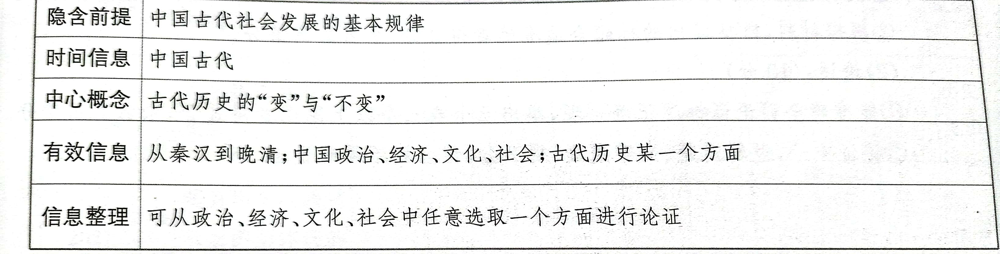 隐含前提 中国古代社会发展的基本规律
时间信息 中国古代
中心概念 古代历史的“变”与“不变”
有效信息 从秦汉到晚清;中国政治、经济、文化、社会;古代历史某一个方面
信息整理 可从政治、经济、文化、社会中任意选取一个方面进行论证